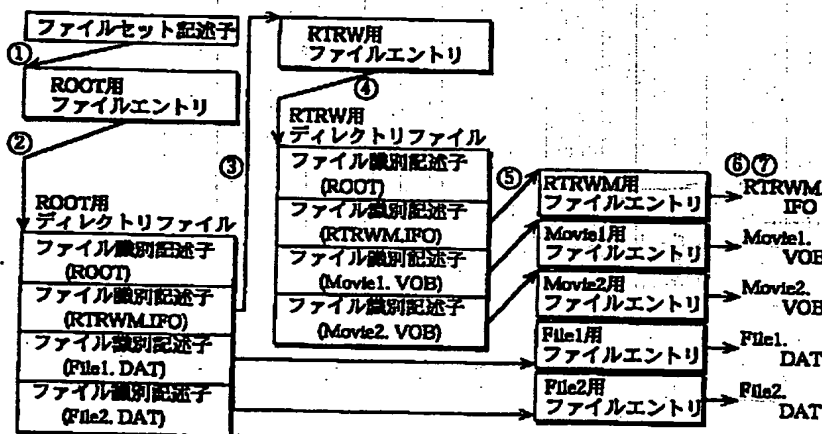 ファイルセット記述子
①
ROOT用
ファイルエントリ
②
ROOT用
ディレクトリファイル
ファイル識別記述子
(ROOT)
ファイル識別記述子
(RTRWM.IFO)
ファイル識別記述子
(File1. DAT)
ファイル識別記述子
(File2. DAT)
③
RTRW用
ファイルエントリ
④
RTRW用
ディレクトリファイル
ファイル識別記述子
(ROOT)
ファイル識別記述子
(RTRWM.IFO)
ファイル識別記述子
(Movie1. VOB)
ファイル識別記述子
(Movie2. VOB)
⑤
RTRWM用
ファイルエントリ
Movie1用
ファイルエントリ
Movie2用
ファイルエントリ
File1用
ファイルエントリ
File2用
ファイルエントリ
⑥⑦
RTRWM.
IFO
Movie1.
VOB
Movie2.
VOB
File1.
DAT
File2.
DAT